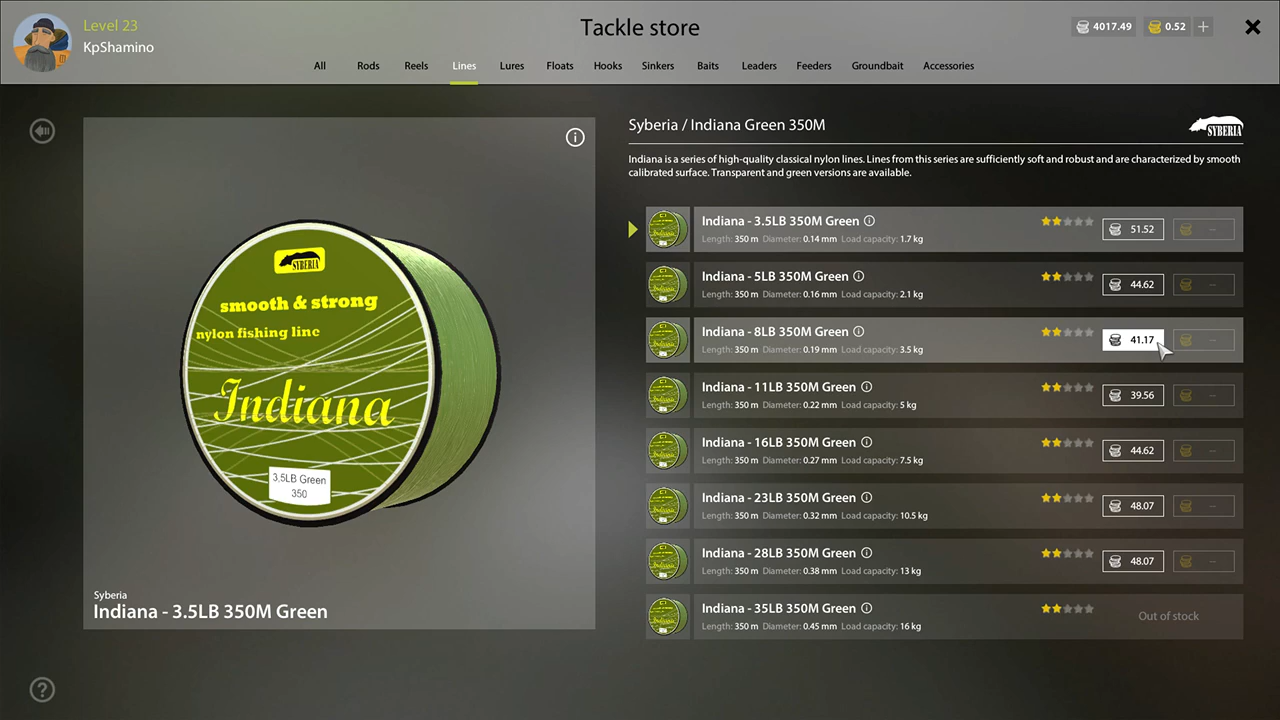 Level 23
KpShamino
Tackle store
4017.49
0.52
All Rods Reels Lines Lures Floats Hooks Sinkers Baits Leaders Feeders Groundbait Accessories
SYBERIA
smooth & strong
nylon fishing line
Indiana
3,5LB Green
350
Syberia
Indiana - 3.5LB 350M Green
Syberia / Indiana Green 350M
SYBERIA
Indiana is a series of high-quality classical nylon lines. Lines from this series are sufficiently soft and robust and are characterized by smooth
calibrated surface. Transparent and green versions are available.
Indiana - 3.5LB 350M Green
Length: 350 m Diameter: 0.14 mm Load capacity: 1.7 kg
51.52
Indiana - 5LB 350M Green
Length: 350 m Diameter: 0.16 mm Load capacity: 2.1 kg
44.62
Indiana - 8LB 350M Green
Length: 350 m Diameter: 0.19 mm Load capacity: 3.5 kg
41.17
Indiana - 11LB 350M Green
Length: 350 m Diameter: 0.22 mm Load capacity: 5 kg
39.56
Indiana - 16LB 350M Green
Length: 350 m Diameter: 0.27 mm Load capacity: 7.5 kg
44.62
Indiana - 23LB 350M Green
Length: 350 m Diameter: 0.32 mm Load capacity: 10.5 kg
48.07
Indiana - 28LB 350M Green
Length: 350 m Diameter: 0.38 mm Load capacity: 13 kg
48.07
Indiana - 35LB 350M Green
Length: 350 m Diameter: 0.45 mm Load capacity: 16 kg
Out of stock